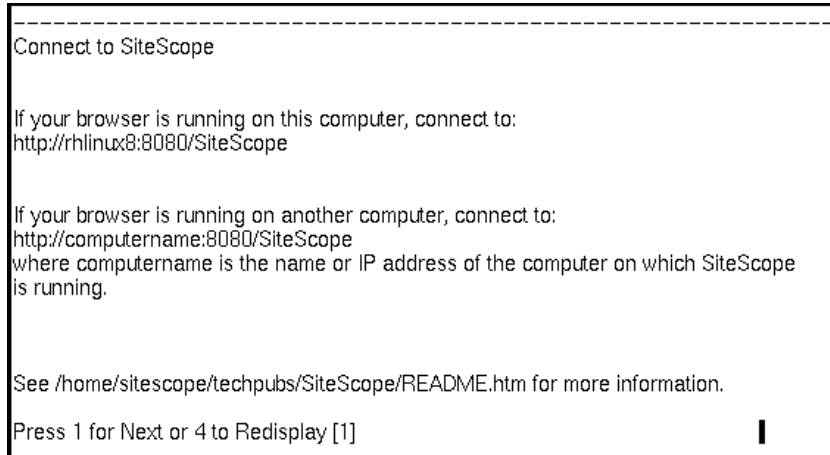 Connect to SiteScope
If your browser is running on this computer, connect to:
http://rhlinux8:8080/SiteScope
If your browser is running on another computer, connect to:
http://computername:8080/SiteScope
where computername is the name or IP address of the computer on which SiteScope
is running.
See /home/sitescope/techpubs/SiteScope/README.htm for more information.
Press 1 for Next or 4 to Redisplay [1]